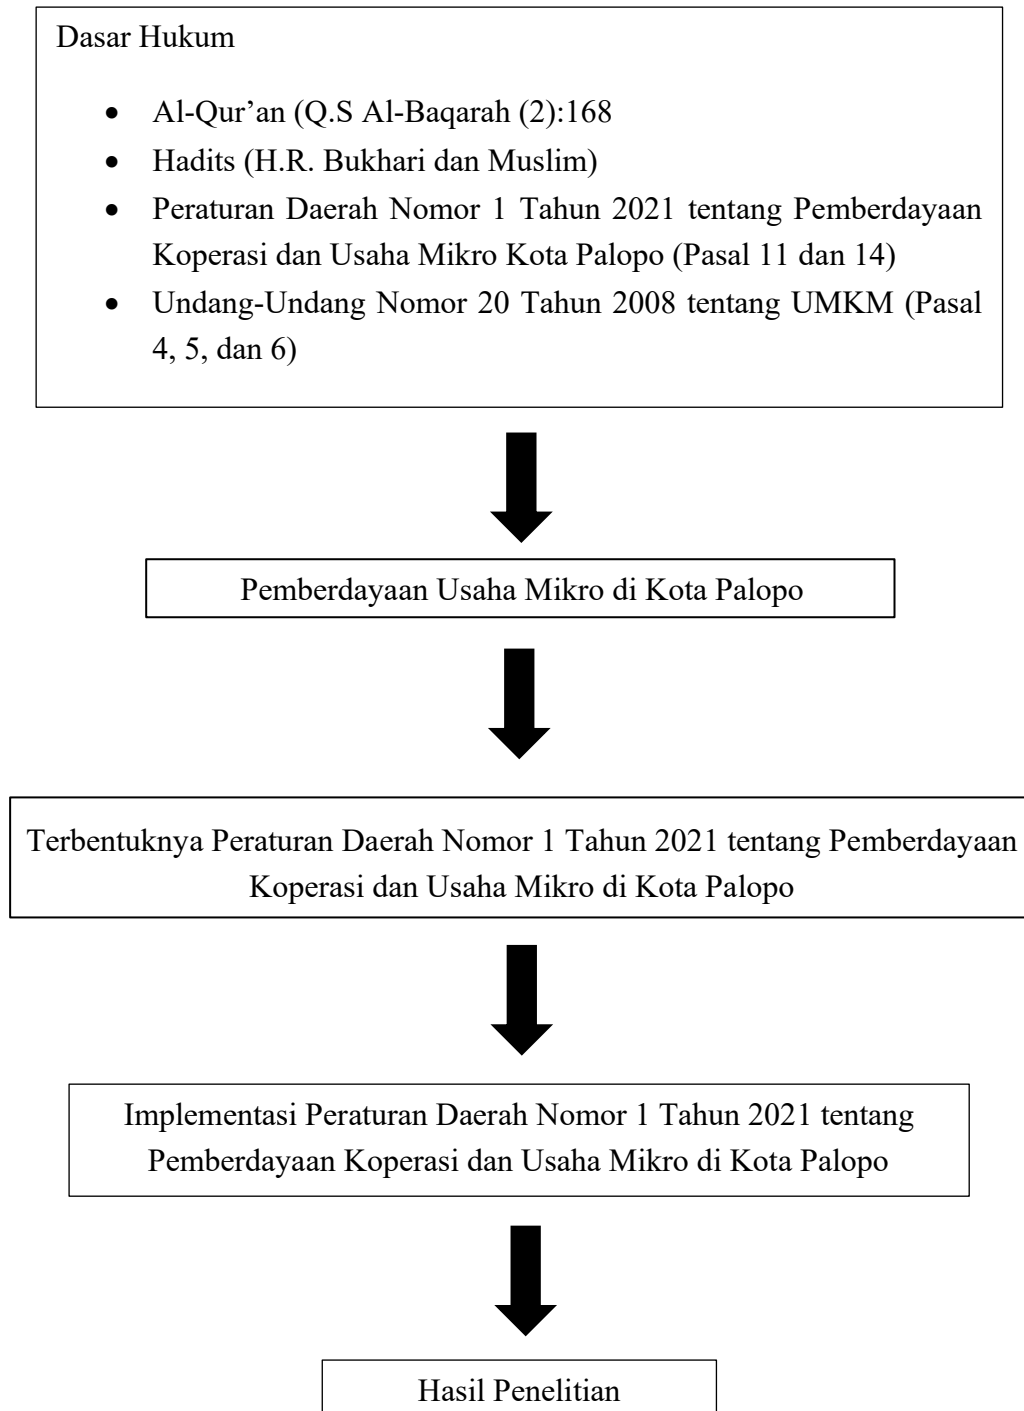 Dasar Hukum
• Al-Qur’an (Q.S Al-Baqarah (2):168
• Hadits (H.R. Bukhari dan Muslim)
• Peraturan Daerah Nomor 1 Tahun 2021 tentang Pemberdayaan
Koperasi dan Usaha Mikro Kota Palopo (Pasal 11 dan 14)
• Undang-Undang Nomor 20 Tahun 2008 tentang UMKM (Pasal
4, 5, dan 6)
Pemberdayaan Usaha Mikro di Kota Palopo
Terbentuknya Peraturan Daerah Nomor 1 Tahun 2021 tentang Pemberdayaan
Koperasi dan Usaha Mikro di Kota Palopo
Implementasi Peraturan Daerah Nomor 1 Tahun 2021 tentang
Pemberdayaan Koperasi dan Usaha Mikro di Kota Palopo
Hasil Penelitian